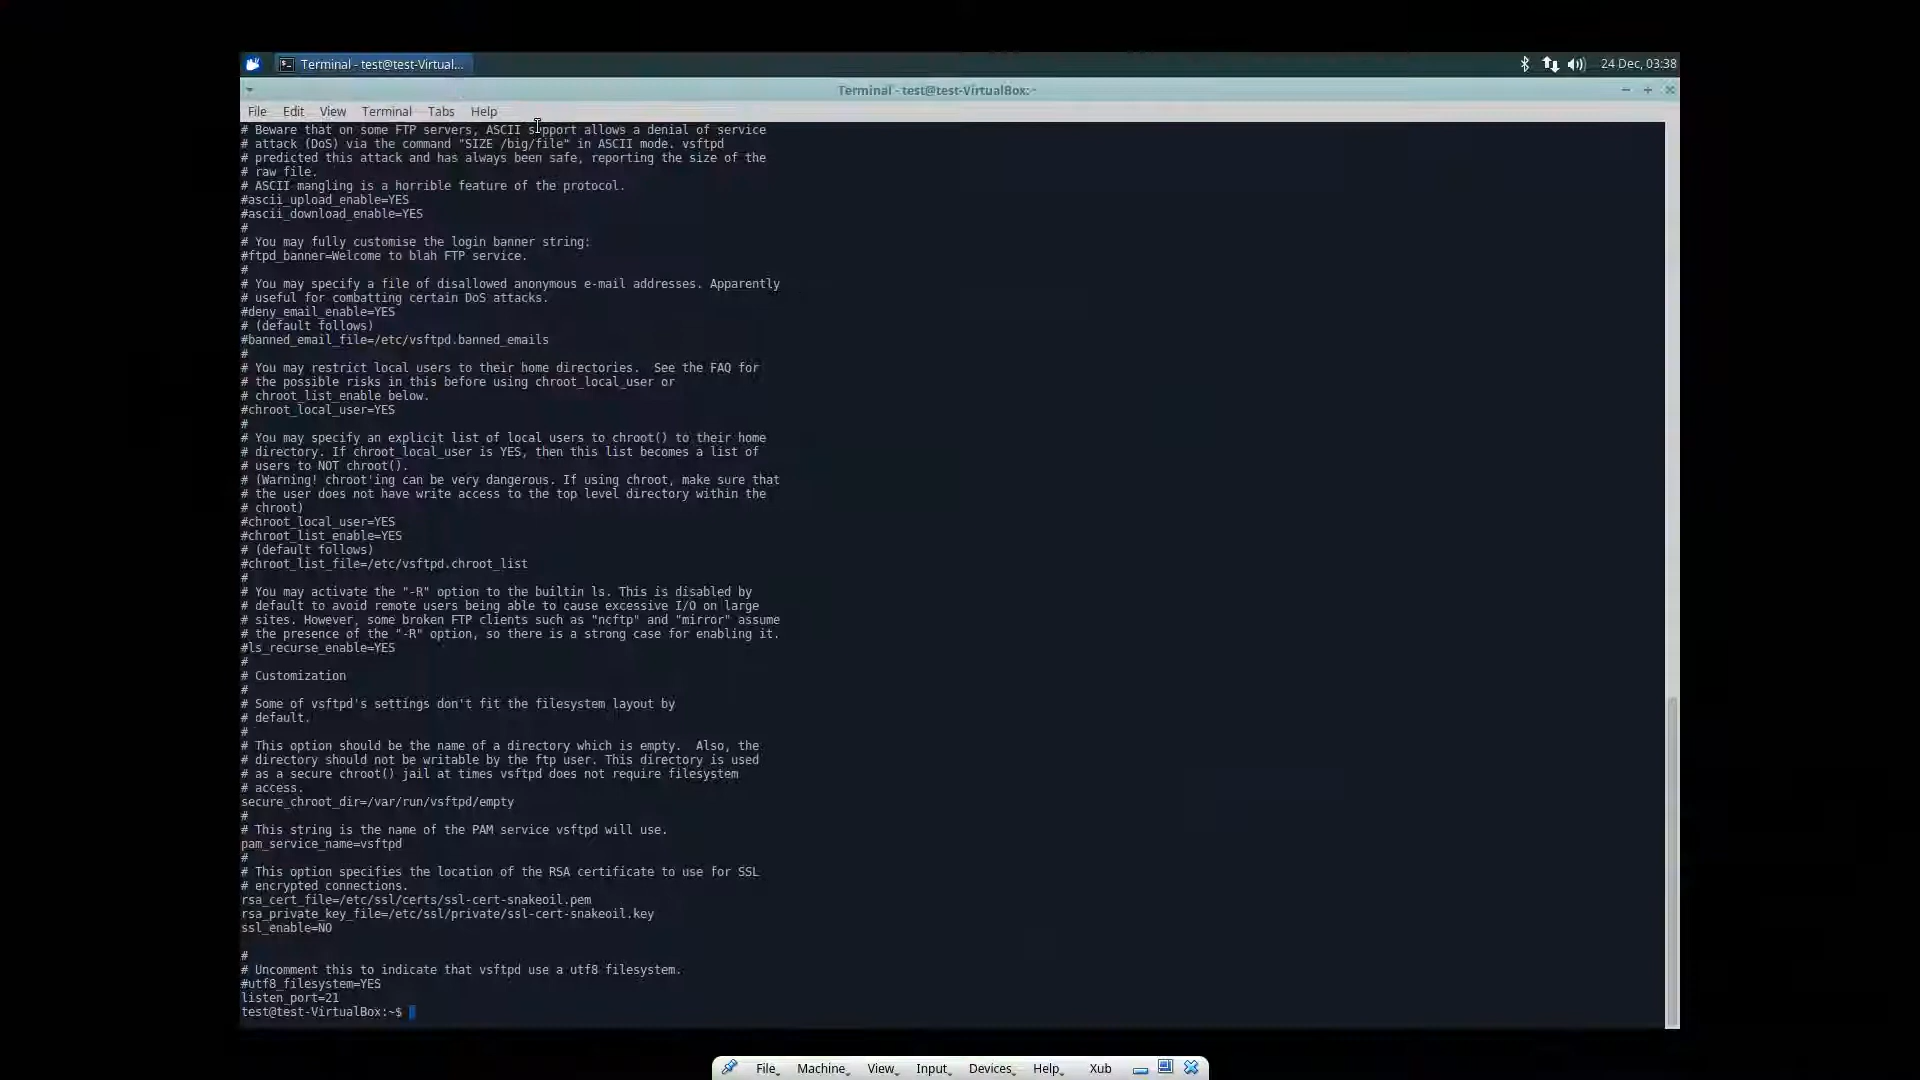 Terminal - test@test-Virtual...
24 Dec, 03:38
Terminal - test@test-VirtualBox:~
File Edit View Terminal Tabs Help
# Beware that on some FTP servers, ASCII support allows a denial of service
# attack (DoS) via the command "SIZE /big/file" in ASCII mode. vsftpd
# predicted this attack and has always been safe, reporting the size of the
# raw file.
# ASCII mangling is a horrible feature of the protocol.
#ascii_upload_enable=YES
#ascii_download_enable=YES
#
# You may fully customise the login banner string:
#ftpd_banner=Welcome to blah FTP service.
#
# You may specify a file of disallowed anonymous e-mail addresses. Apparently
# useful for combatting certain DoS attacks.
#deny_email_enable=YES
# (default follows)
#banned_email_file=/etc/vsftpd.banned_emails
#
# You may restrict local users to their home directories.  See the FAQ for
# the possible risks in this before using chroot_local_user or
# chroot_list_enable below.
#chroot_local_user=YES
#
# You may specify an explicit list of local users to chroot() to their home
# directory. If chroot_local_user is YES, then this list becomes a list of
# users to NOT chroot().
# (Warning! chroot'ing can be very dangerous. If using chroot, make sure that
# the user does not have write access to the top level directory within the
# chroot)
#chroot_local_user=YES
#chroot_list_enable=YES
# (default follows)
#chroot_list_file=/etc/vsftpd.chroot_list
#
# You may activate the "-R" option to the builtin ls. This is disabled by
# default to avoid remote users being able to cause excessive I/O on large
# sites. However, some broken FTP clients such as "ncftp" and "mirror" assume
# the presence of the "-R" option, so there is a strong case for enabling it.
#ls_recurse_enable=YES
#
# Customization
#
# Some of vsftpd's settings don't fit the filesystem layout by
# default.
#
# This option should be the name of a directory which is empty.  Also, the
# directory should not be writable by the ftp user. This directory is used
# as a secure chroot() jail at times vsftpd does not require filesystem
# access.
secure_chroot_dir=/var/run/vsftpd/empty
#
# This string is the name of the PAM service vsftpd will use.
pam_service_name=vsftpd
#
# This option specifies the location of the RSA certificate to use for SSL
# encrypted connections.
rsa_cert_file=/etc/ssl/certs/ssl-cert-snakeoil.pem
rsa_private_key_file=/etc/ssl/private/ssl-cert-snakeoil.key
ssl_enable=NO
#
# Uncomment this to indicate that vsftpd use a utf8 filesystem.
#utf8_filesystem=YES
listen_port=21
test@test-VirtualBox:~$
File Machine View Input Devices Help Xub